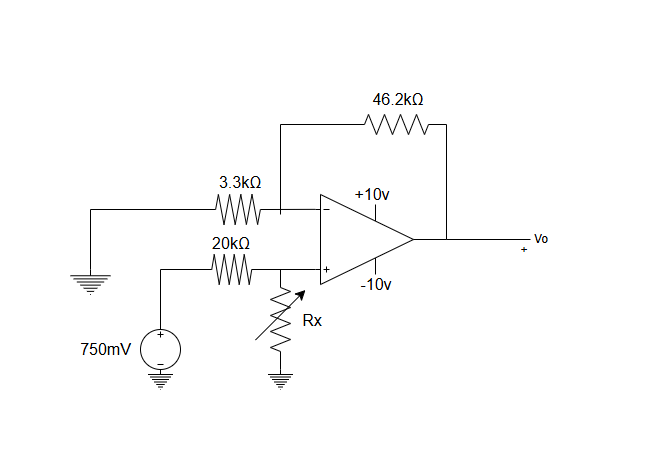 46.2kΩ
3.3kΩ
+10v
−
20kΩ
Vo
+
+
-10v
Rx
+
750mV
−